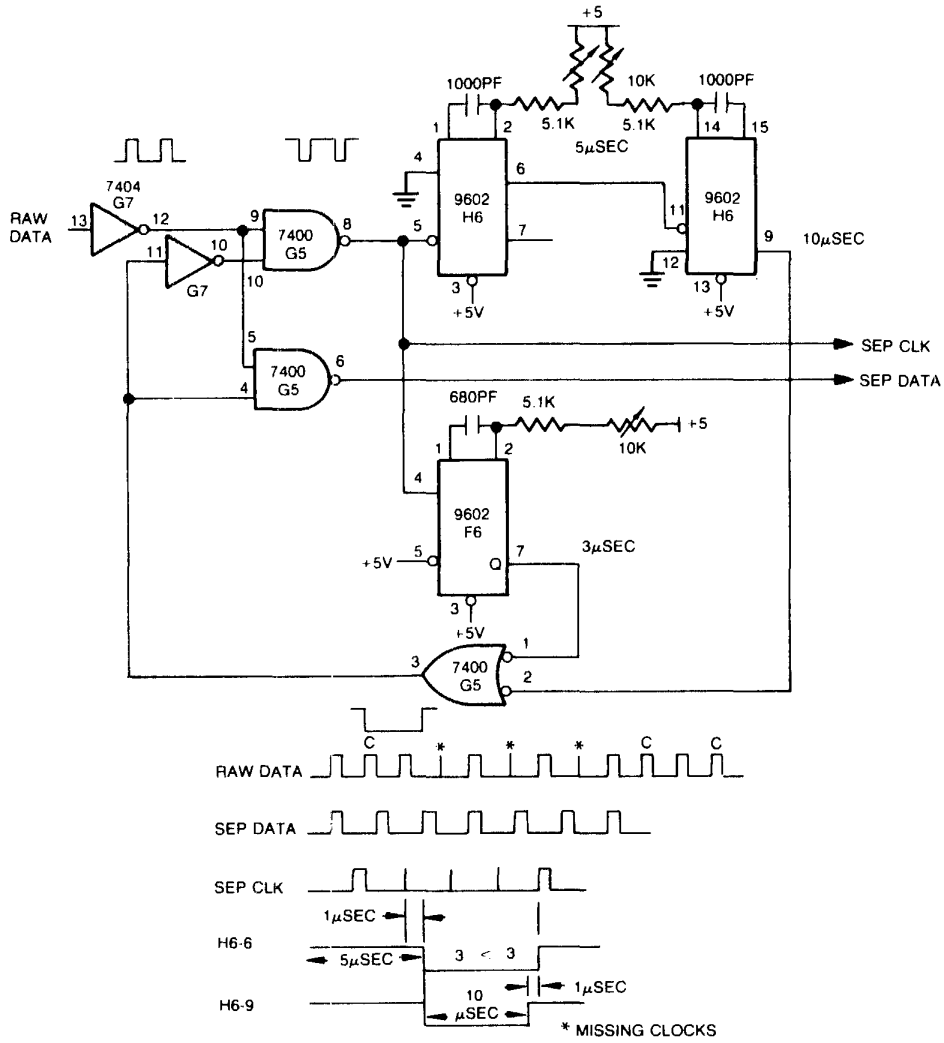 +5
1000PF
10K
1000PF
5.1K
5.1K
1
2
14
15
5µSEC
7404
G7
RAW
DATA
13
12
9
7400
G5
8
4
9602
H6
6
11
9602
H6
9
10µSEC
11
10
G7
10
5
7
12
3
+5V
13
+5V
5
7400
G5
6
4
SEP CLK
SEP DATA
680PF
5.1K
+5
10K
1
2
4
9602
F6
+5V
5
Q
7
3µSEC
3
+5V
1
3
7400
G5
2
C
*
*
*
C
C
RAW DATA
SEP DATA
SEP CLK
1µSEC
H6-6
5µSEC
3 < 3
H6-9
10
µSEC
1µSEC
* MISSING CLOCKS